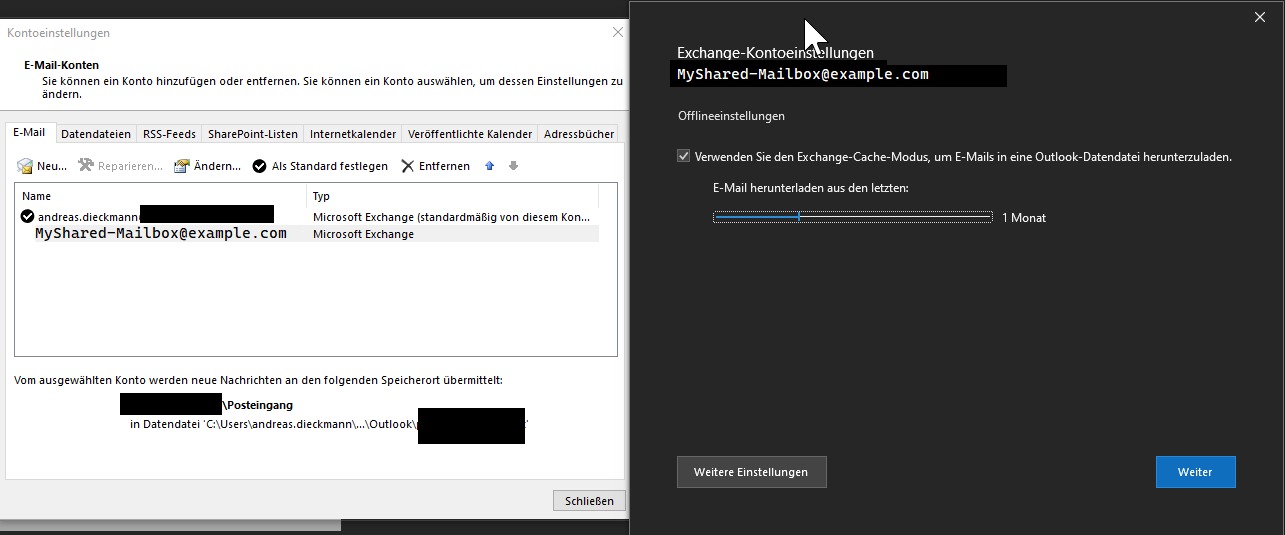 Kontoeinstellungen
E-Mail-Konten
Sie können ein Konto hinzufügen oder entfernen. Sie können ein Konto auswählen, um dessen Einstellungen zu
ändern.
E-Mail Datendateien RSS-Feeds SharePoint-Listen Internetkalender Veröffentlichte Kalender Adressbücher
Neu... Reparieren... Ändern... Als Standard festlegen Entfernen
Name Typ
andreas.dieckmann Microsoft Exchange (standardmäßig von diesem Kon...
MyShared-Mailbox@example.com Microsoft Exchange
Vom ausgewählten Konto werden neue Nachrichten an den folgenden Speicherort übermittelt:
\Posteingang
in Datendatei 'C:\Users\andreas.dieckmann\...\Outlook\
Schließen
Exchange-Kontoeinstellungen
MyShared-Mailbox@example.com
Offlineeinstellungen
Verwenden Sie den Exchange-Cache-Modus, um E-Mails in eine Outlook-Datendatei herunterzuladen.
E-Mail herunterladen aus den letzten:
1 Monat
Weitere Einstellungen
Weiter